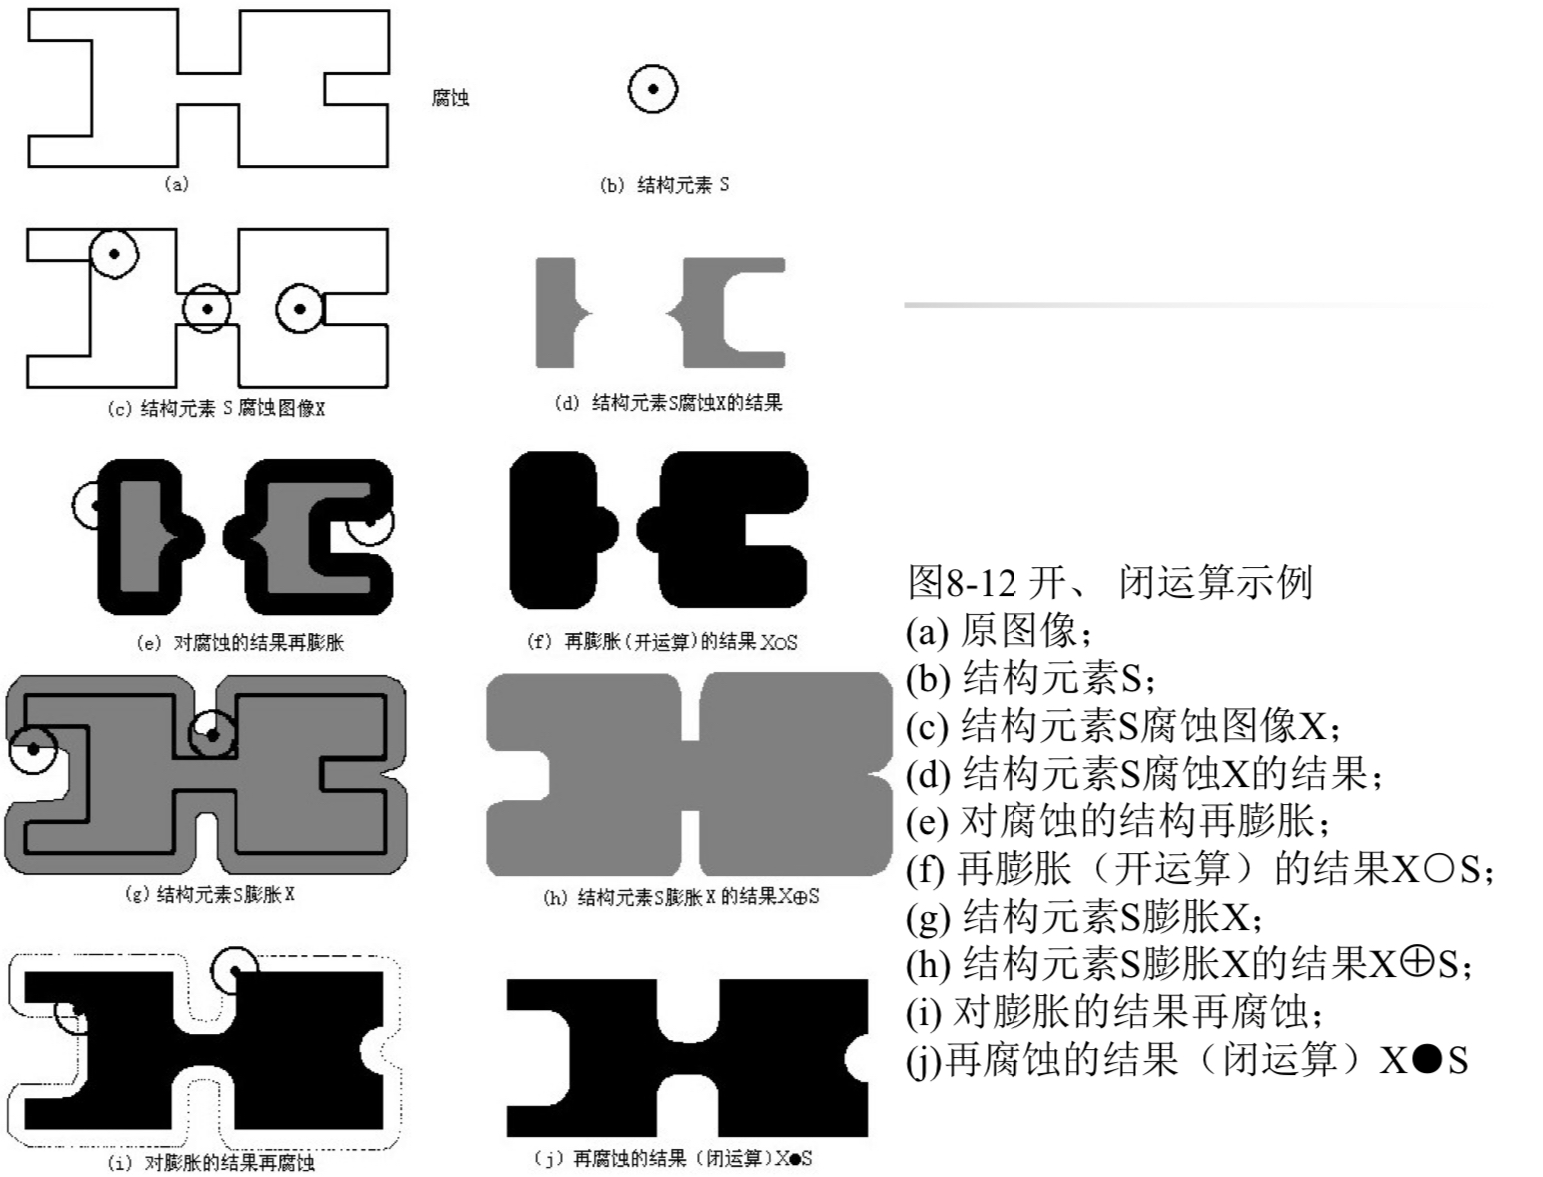 腐蚀
(a)
(b) 结构元素 S
(c) 结构元素 S 腐蚀图像X
(d) 结构元素S腐蚀X的结果
(e) 对腐蚀的结果再膨胀
(f) 再膨胀(开运算)的结果 X○S
(g) 结构元素S膨胀X
(h) 结构元素S膨胀X 的结果X⊕S
(i) 对膨胀的结果再腐蚀
(j) 再腐蚀的结果 (闭运算)X●S
图8-12 开、 闭运算示例
(a) 原图像；
(b) 结构元素S；
(c) 结构元素S腐蚀图像X；
(d) 结构元素S腐蚀X的结果；
(e) 对腐蚀的结构再膨胀；
(f) 再膨胀（开运算）的结果X○S；
(g) 结构元素S膨胀X；
(h) 结构元素S膨胀X的结果X⊕S；
(i) 对膨胀的结果再腐蚀；
(j)再腐蚀的结果（闭运算）X●S